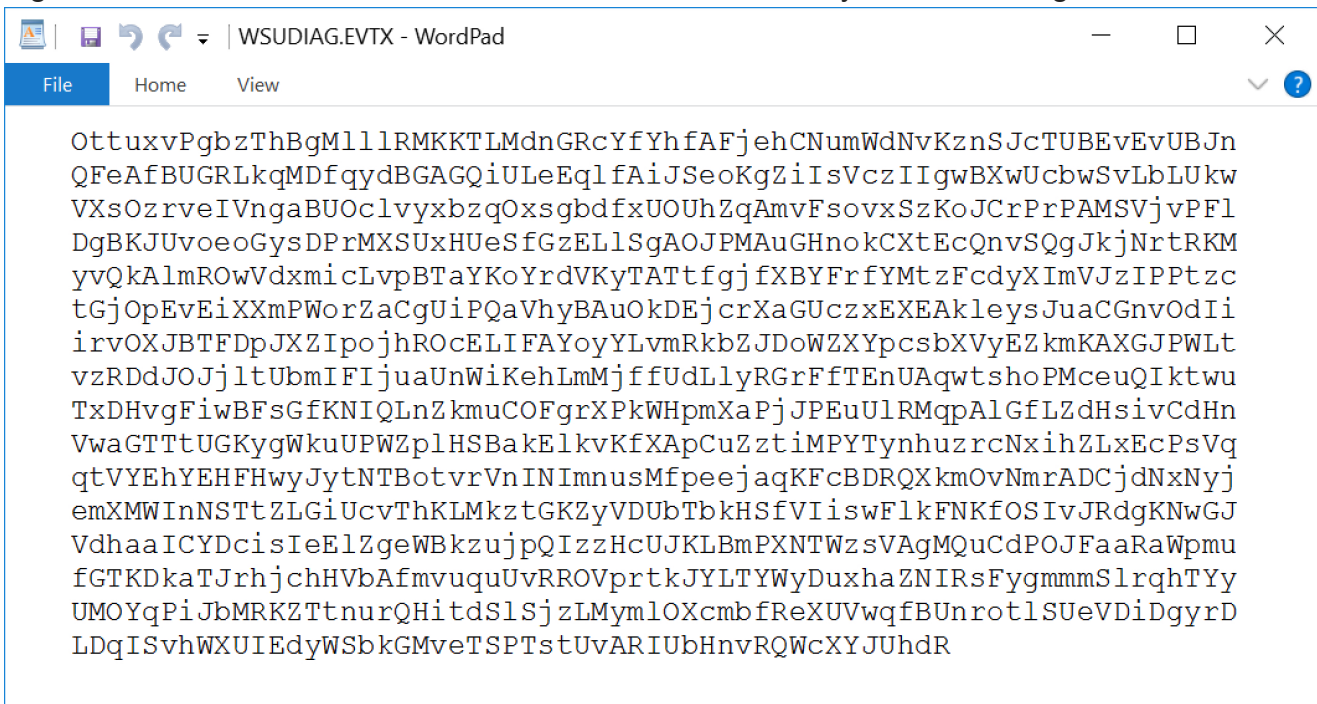 WSUDIAG.EVTX - WordPad
File Home View
OttuxvPgbzThBgMlllRMKKTLMdnGRcYfYhfAFjehCNumWdNvKznSJcTUBEvEvUBJn
QFeAfBUGRLkqMDfqydBGAGQiULeEqlfAiJSeoKgZiIsVczIIgwBXwUcbwSvLbLUkw
VXsOzrveIVngaBUOclvyxbzqOxsgbdfxUOUhZqAmvFsovxSzKoJCrPrPAMSVjvPFl
DgBKJUvoeoGysDPrMXSUxHUeSfGzELlSgAOJPMAuGHnokCXtEcQnvSQgJkjNrtRKM
yvQkAlmROwVdxmicLvpBTaYKoYrdVKyTATtfgjfXBYFrfYMtzFcdyXImVJzIPPtzc
tGjOpEvEiXXmPWorZaCgUiPQaVhyBAuOkDEjcrXaGUczxEXEAkleysJuaCGnvOdIi
irvOXJBTFDpJXZIpojhROcELIFAYoyYLvmRkbZJDoWZXYpcsbXVyEZkmKAXGJPWLt
vzRDdJOJjltUbmIFIjuaUnWiKehLmMjffUdLlyRGrFfTEnUAqwtshoPMceuQIktwu
TxDHvgFiwBFsGfKNIQLnZkmuCOFgrXPkWHpmXaPjJPEuUlRMqpAlGfLZdHsivCdHn
VwaGTTtUGKygWkuUPWZplHSBakElkvKfXApCuZztiMPYTynhuzrcNxihZLxEcPsVq
qtVYEhYEHFHwyJytNTBotvrVnINImnusMfpeejaqKFcBDRQXkmOvNmrADCjdNxNyj
emXMWInNSTtZLGiUcvThKLMkztGKZyVDUbTbkHSfVIiswFlkFNKfOSIvJRdgKNwGJ
VdhaaICYDcisIeElZgeWBkzujpQIzzHcUJKLBmPXNTWzsVAgMQuCdPOJFaaRaWpmu
fGTKDkaTJrhjchHVbAfmvuquUvRROVprtkJYLTYWyDuxhaZNIRsFygmmmSlrqhTYy
UMOYqPiJbMRKZTtnurQHitdSlSjzLMymlOXcmbfReXUVwqfBUnrotlSUeVDiDgyrD
LDqISvhWXUIEdyWSbkGMveTSPTstUvARIUbHnvRQWcXYJUhdR